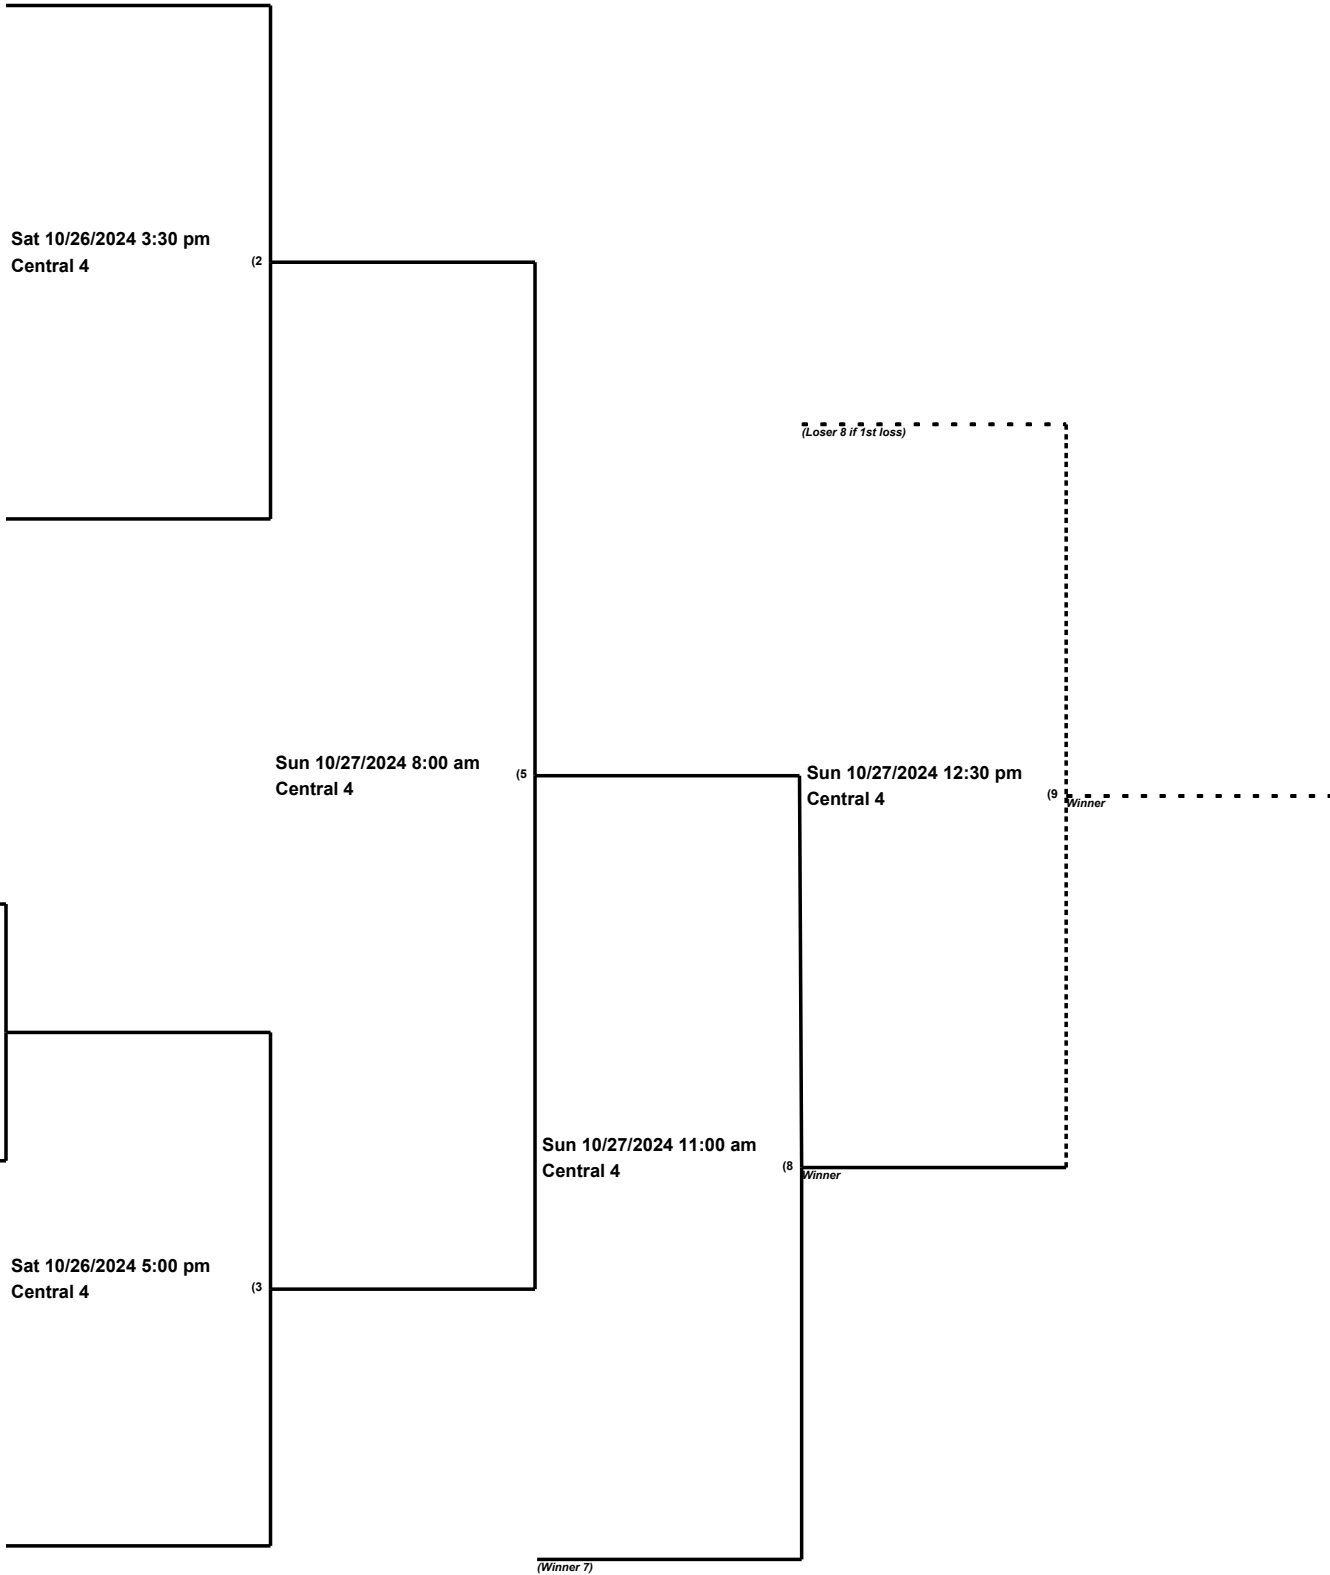 Sat 10/26/2024 3:30 pm
Central 4
(2
(Loser 8 if 1st loss)
Sun 10/27/2024 8:00 am
Central 4
(5
Sun 10/27/2024 12:30 pm
Central 4
(9
Winner
Sun 10/27/2024 11:00 am
Central 4
(8
Winner
Sat 10/26/2024 5:00 pm
Central 4
(3
(Winner 7)